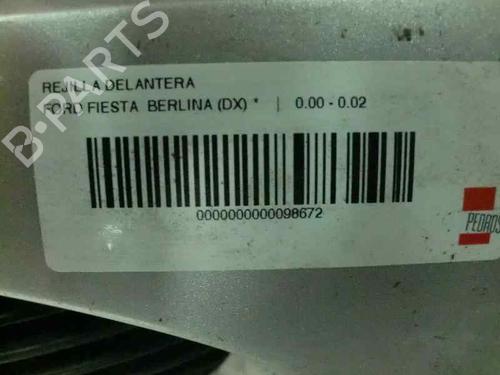 B-PARTS
REJILLA DELANTERA
FORD FIESTA BERLINA (DX) * | 0.00 - 0.02
0000000000098672
PEDROS